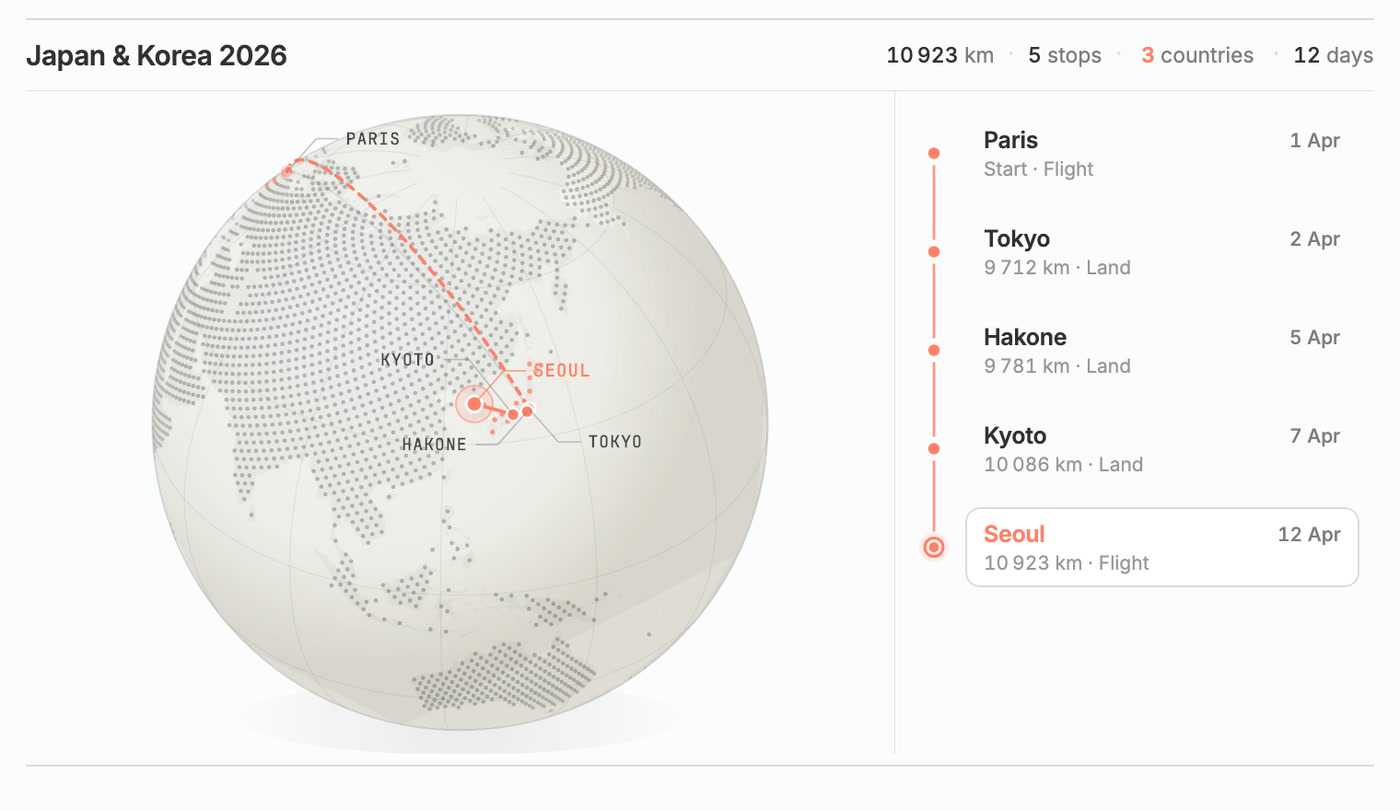 Japan & Korea 2026
10 923 km · 5 stops · 3 countries · 12 days
PARIS
KYOTO
SEOUL
HAKONE
TOKYO
Paris 1 Apr
Start · Flight
Tokyo 2 Apr
9 712 km · Land
Hakone 5 Apr
9 781 km · Land
Kyoto 7 Apr
10 086 km · Land
Seoul 12 Apr
10 923 km · Flight